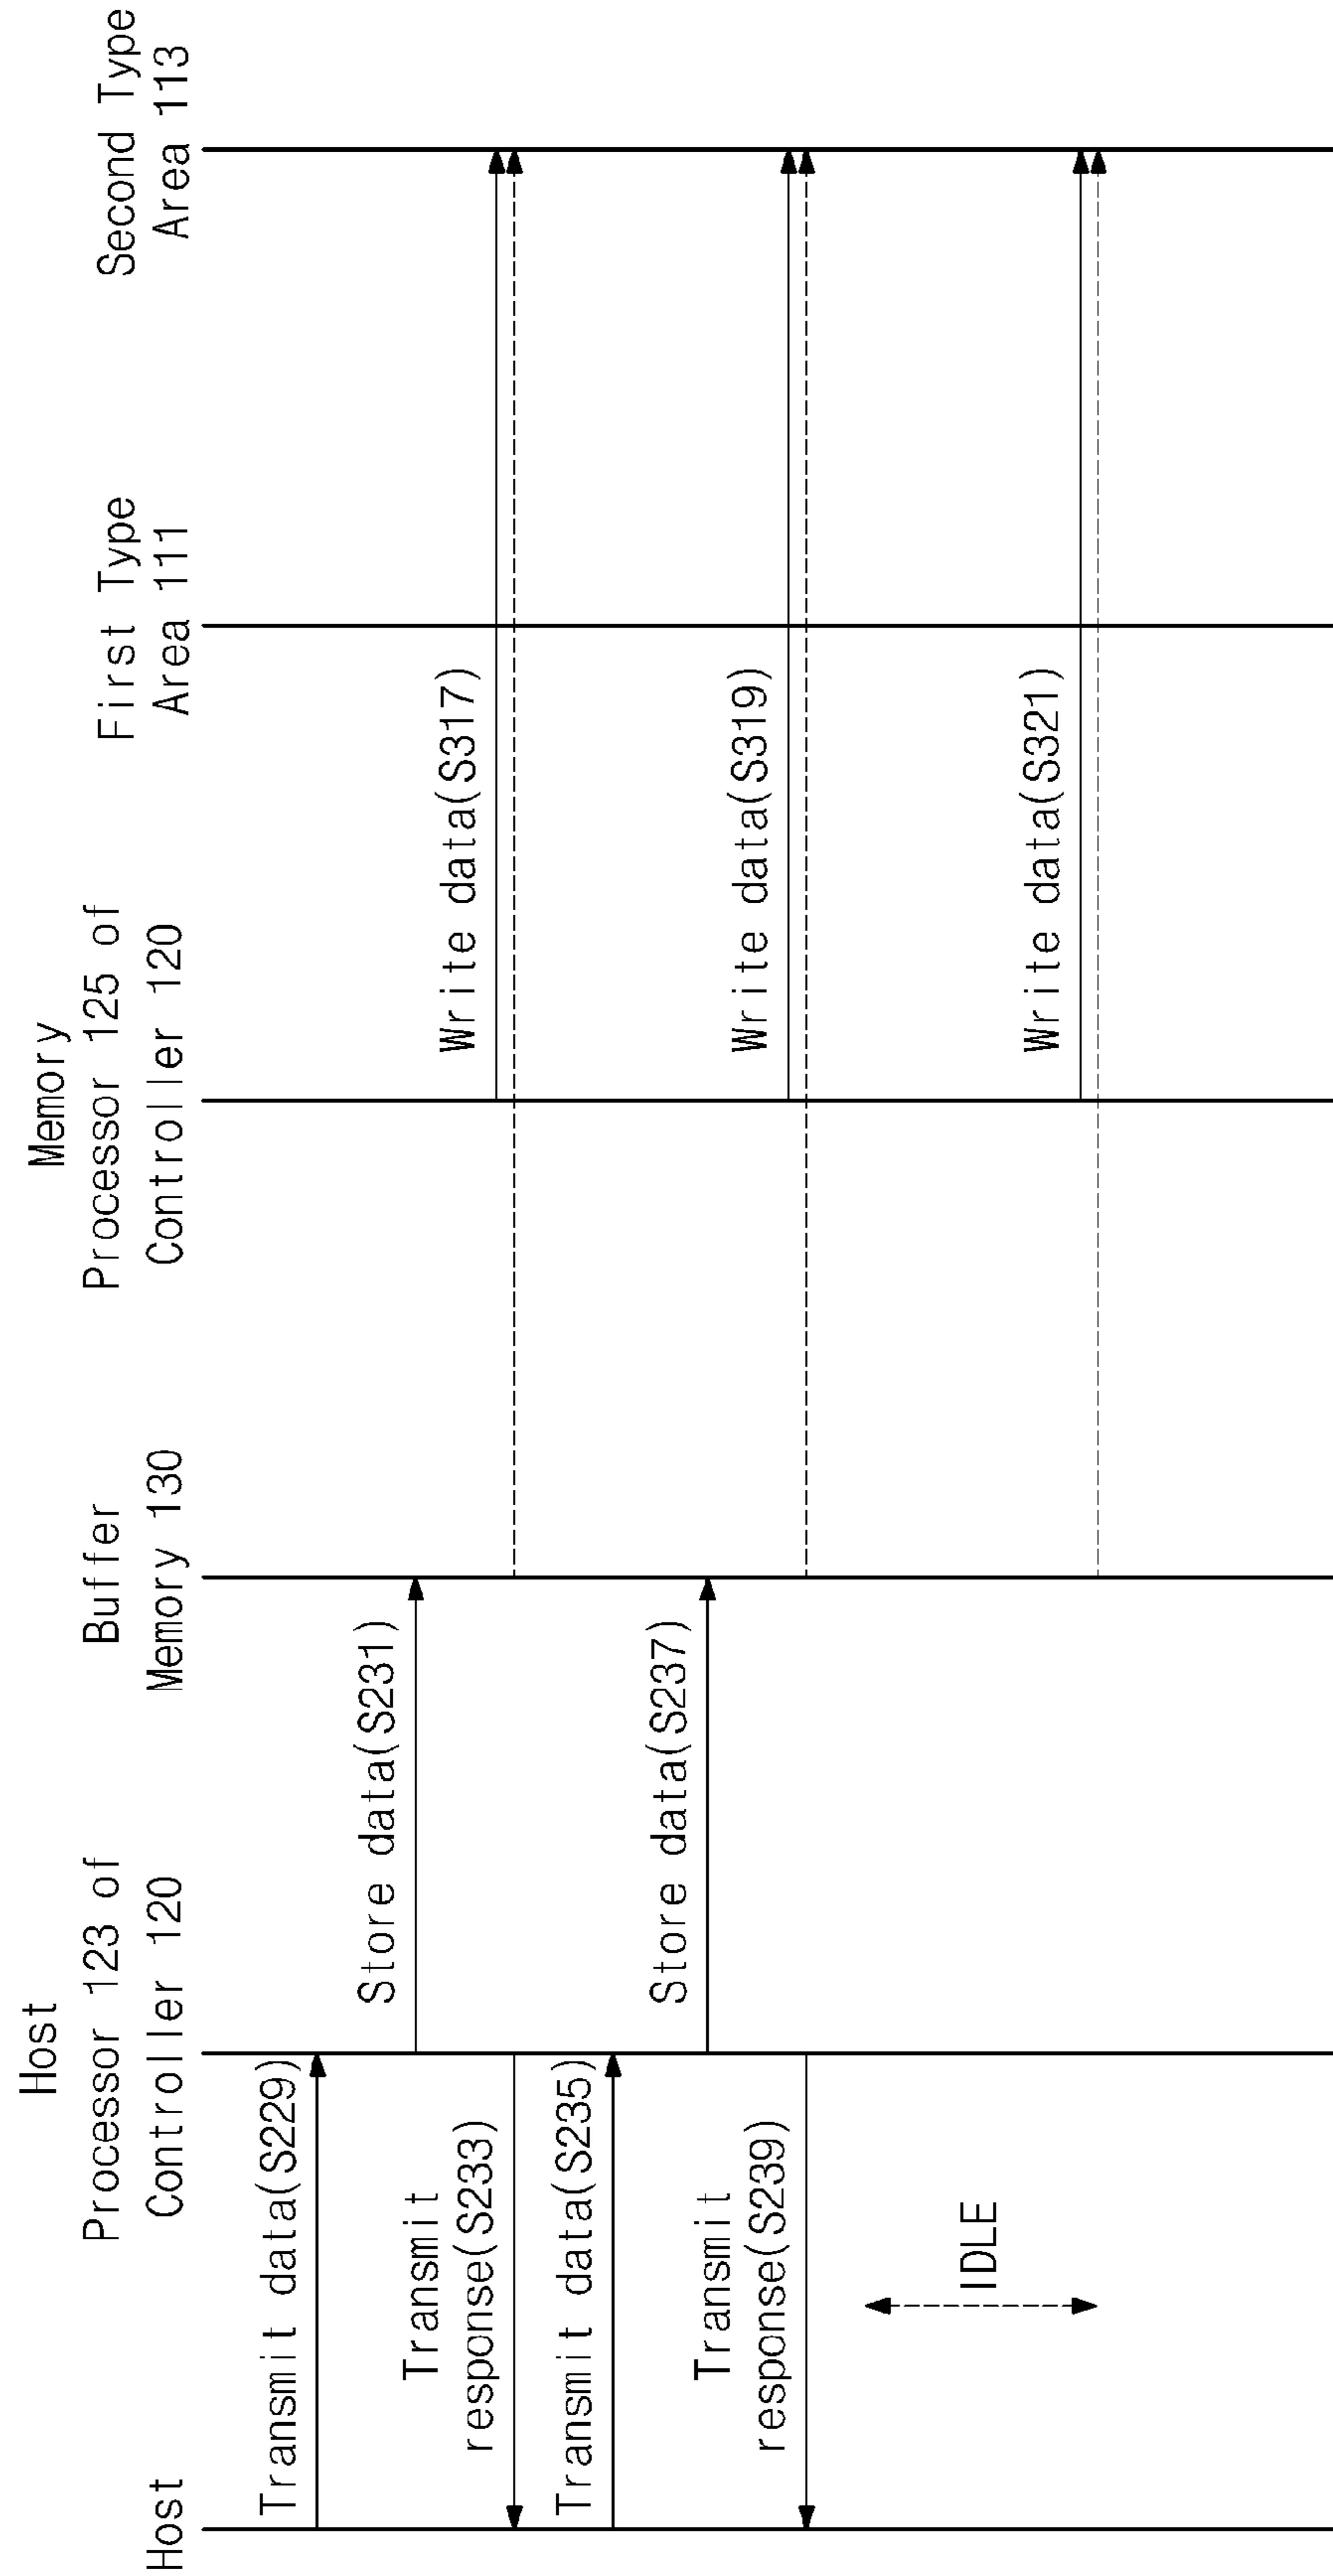 Host
Host
Processor 123 of
Controller 120
Buffer
Memory 130
Memory
Processor 125 of
Controller 120
First Type
Area 111
Second Type
Area 113
Transmit data(S229)
Store data(S231)
Transmit
response(S233)
Write data(S317)
Transmit data(S235)
Store data(S237)
Transmit
response(S239)
Write data(S319)
IDLE
Write data(S321)